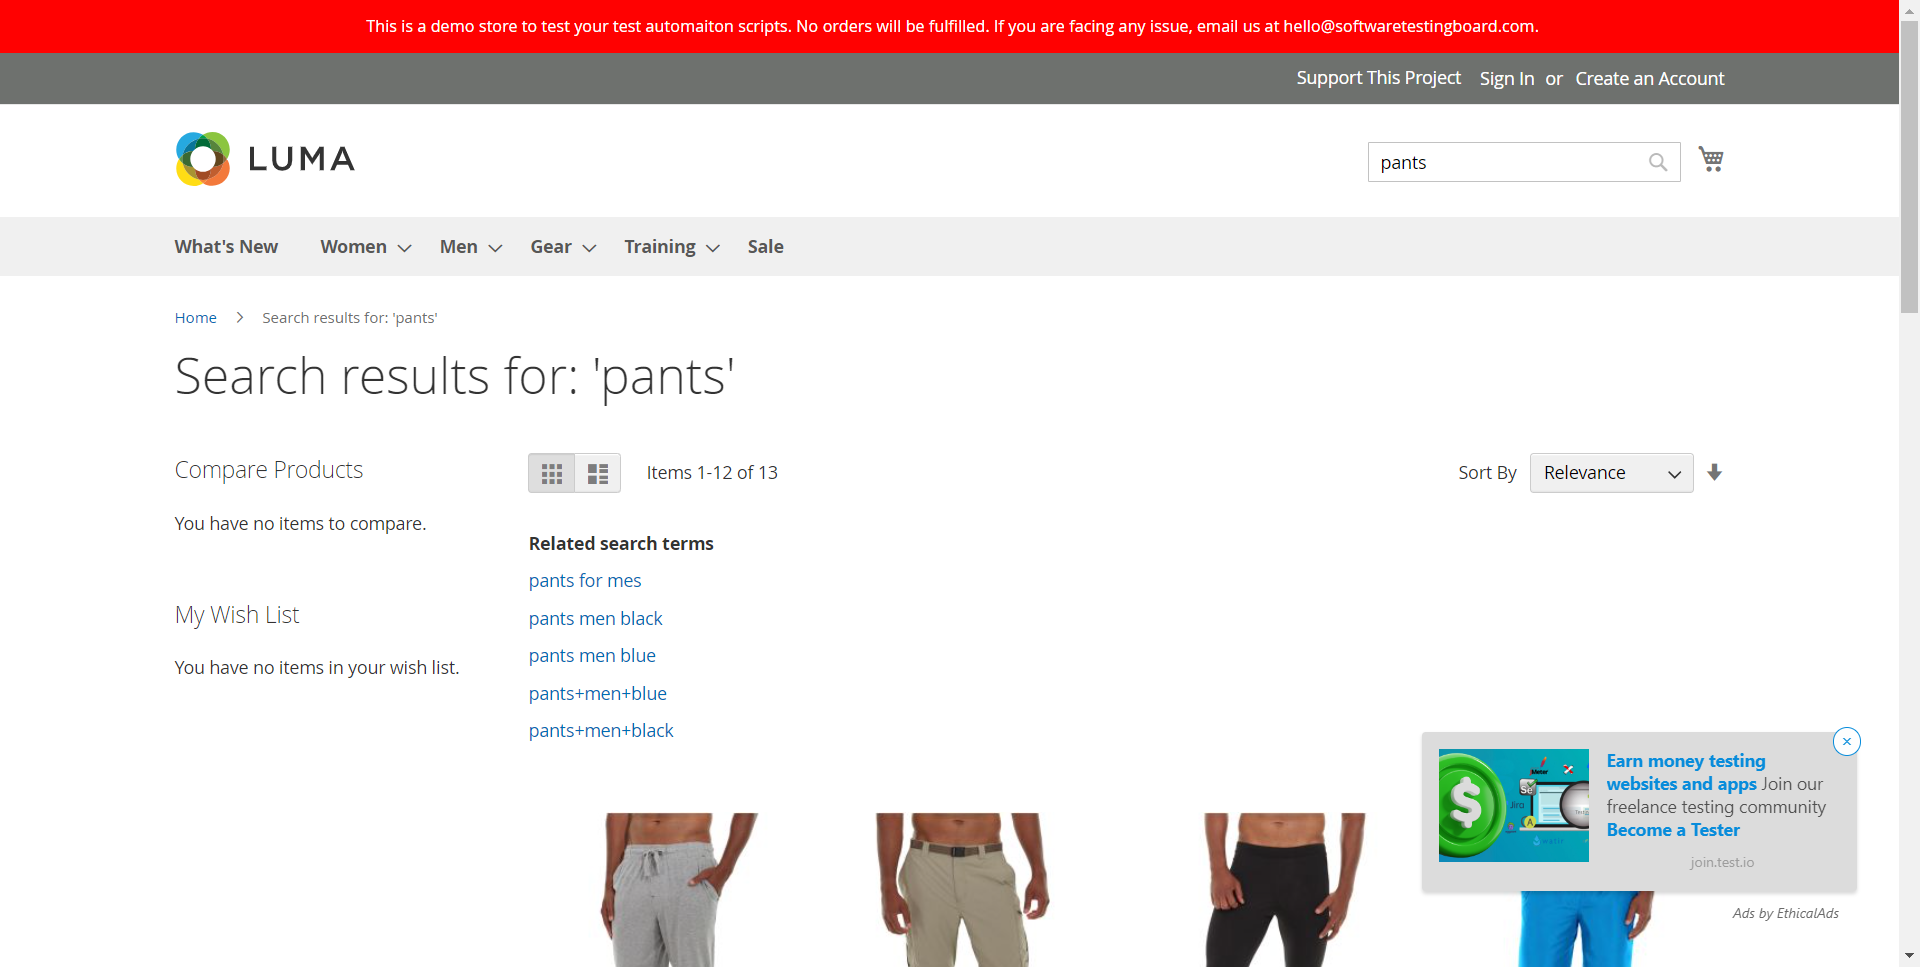 This is a demo store to test your test automaiton scripts. No orders will be fulfilled. If you are facing any issue, email us at hello@softwaretestingboard.com.
Support This Project Sign In or Create an Account
LUMA
pants
What's New Women Men Gear Training Sale
Home Search results for: 'pants'
Search results for: 'pants'
Compare Products
You have no items to compare.
My Wish List
You have no items in your wish list.
Items 1-12 of 13
Sort By Relevance
Related search terms
pants for mes
pants men black
pants men blue
pants+men+blue
pants+men+black
Earn money testing
websites and apps Join our
freelance testing community
Become a Tester
join.test.io
Ads by EthicalAds